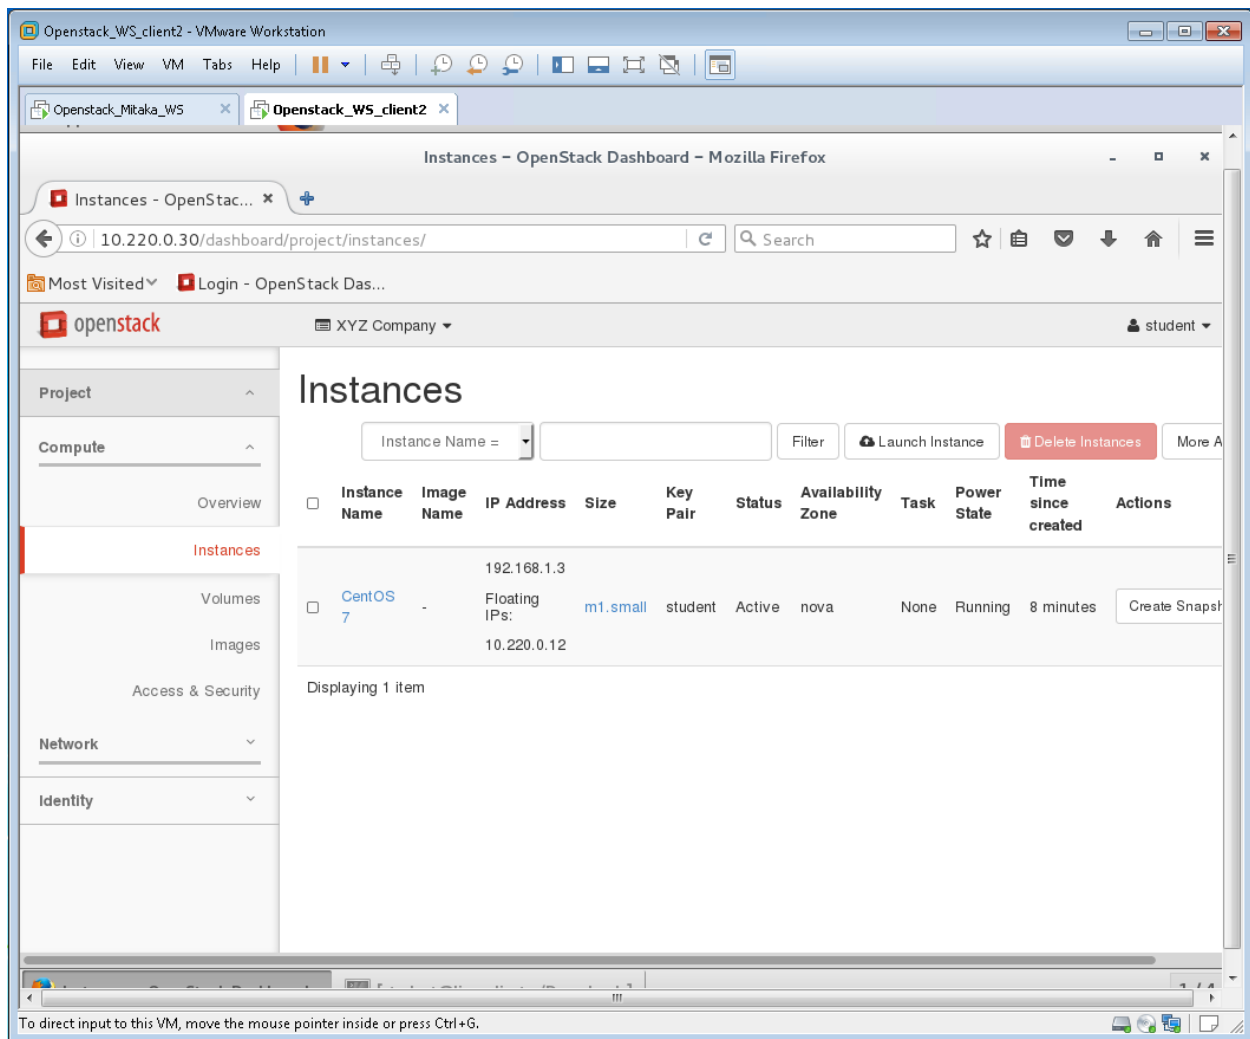 Openstack_WS_client2 - VMware Workstation
File Edit View VM Tabs Help
Openstack_Mitaka_WS
Openstack_WS_client2
Instances - OpenStack Dashboard - Mozilla Firefox
Instances - OpenStac...
10.220.0.30/dashboard/project/instances/
Search
Most Visited
Login - OpenStack Das...
openstack
XYZ Company
student
Project
Compute
Overview
Instances
Volumes
Images
Access & Security
Network
Identity
Instances
Instance Name =
Filter
Launch Instance
Delete Instances
More A
Instance Name
Image Name
IP Address
Size
Key Pair
Status
Availability Zone
Task
Power State
Time since created
Actions
CentOS 7
-
192.168.1.3
Floating IPs:
10.220.0.12
m1.small
student
Active
nova
None
Running
8 minutes
Create Snapsh
Displaying 1 item
To direct input to this VM, move the mouse pointer inside or press Ctrl+G.